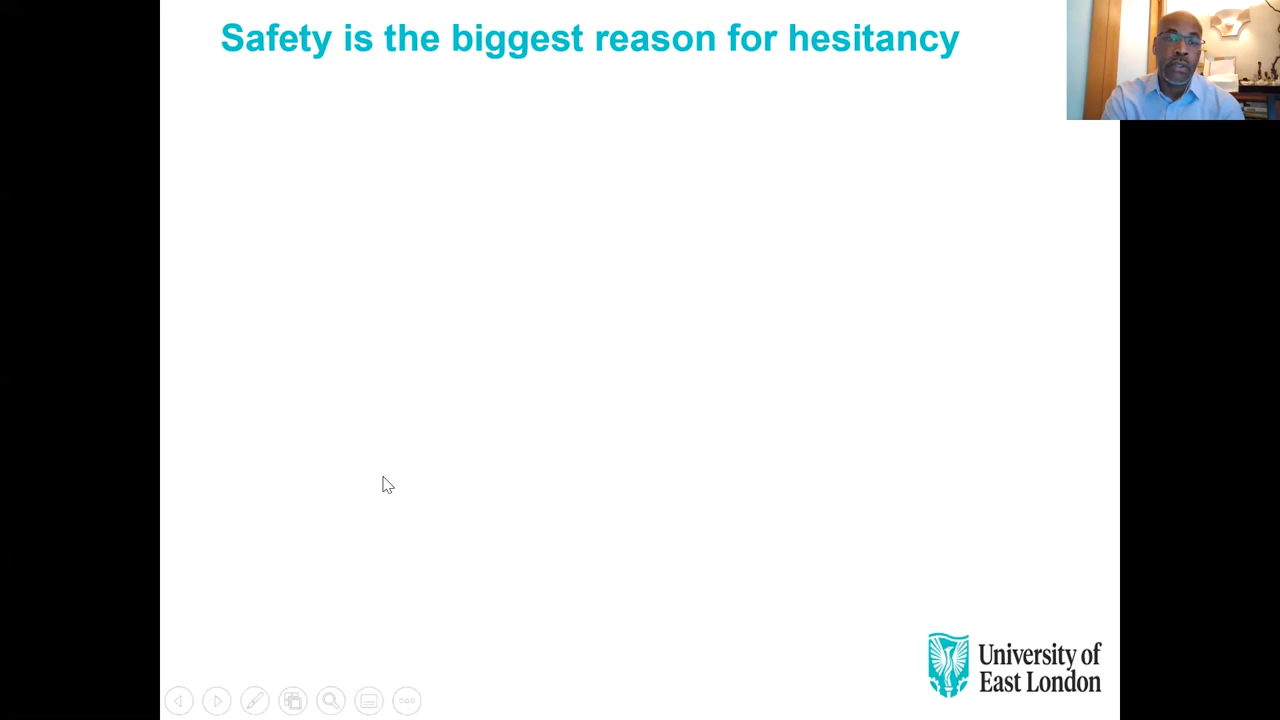 Safety is the biggest reason for hesitancy
University of
East London